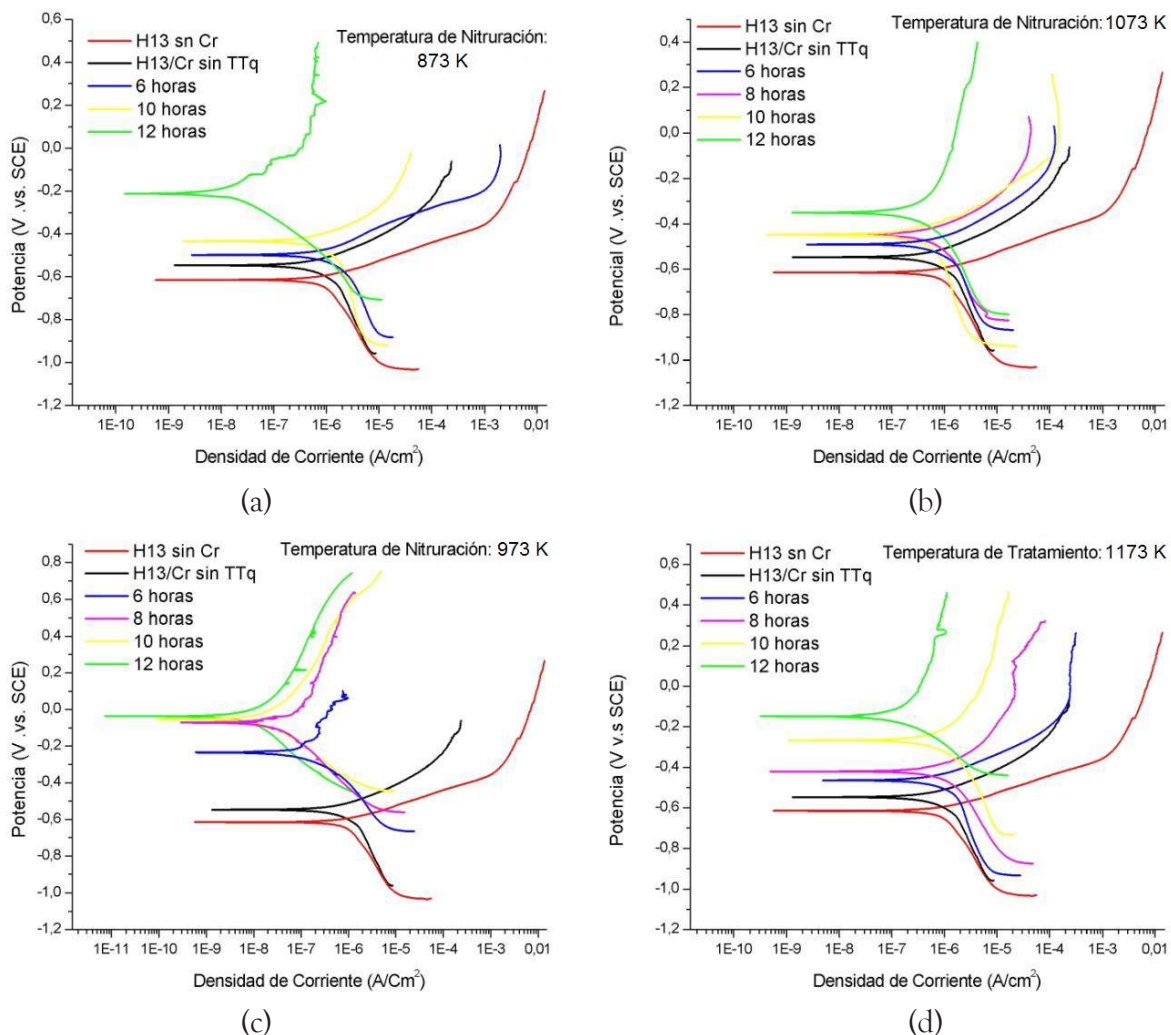 H13 sn Cr
H13/Cr sin TTq
6 horas
10 horas
12 horas
Temperatura de Nitruración:
873 K
0,6
0,4
0,2
0,0
-0,2
-0,4
-0,6
-0,8
-1,0
-1,2
Potencia (V .vs. SCE)
1E-10 1E-9 1E-8 1E-7 1E-6 1E-5 1E-4 1E-3 0,01
Densidad de Corriente (A/cm²)
(a)
H13 sin Cr
H13/Cr sin TTq
6 horas
8 horas
10 horas
12 horas
Temperatura de Nitruración: 1073 K
0,4
0,2
0,0
-0,2
-0,4
-0,6
-0,8
-1,0
-1,2
Potencial (V .vs. SCE)
1E-10 1E-9 1E-8 1E-7 1E-6 1E-5 1E-4 1E-3 0,01
Densidad de Corriente (A/cm²)
(b)
H13 sin Cr
H13/Cr sin TTq
6 horas
8 horas
10 horas
12 horas
Temperatura de Nitruración: 973 K
0,8
0,6
0,4
0,2
0,0
-0,2
-0,4
-0,6
-0,8
-1,0
-1,2
Potencia (V .vs. SCE)
1E-11 1E-10 1E-9 1E-8 1E-7 1E-6 1E-5 1E-4 1E-3 0,01
Densidad de Corriente (A/Cm²)
(c)
H13 sn Cr
H13/Cr sin TTq
6 horas
8 horas
10 horas
12 horas
Temperatura de Tratamiento: 1173 K
0,6
0,4
0,2
0,0
-0,2
-0,4
-0,6
-0,8
-1,0
-1,2
Potencia (V v.s SCE)
1E-10 1E-9 1E-8 1E-7 1E-6 1E-5 1E-4 1E-3 0,01
Densidad de Corriente (A/cm²)
(d)